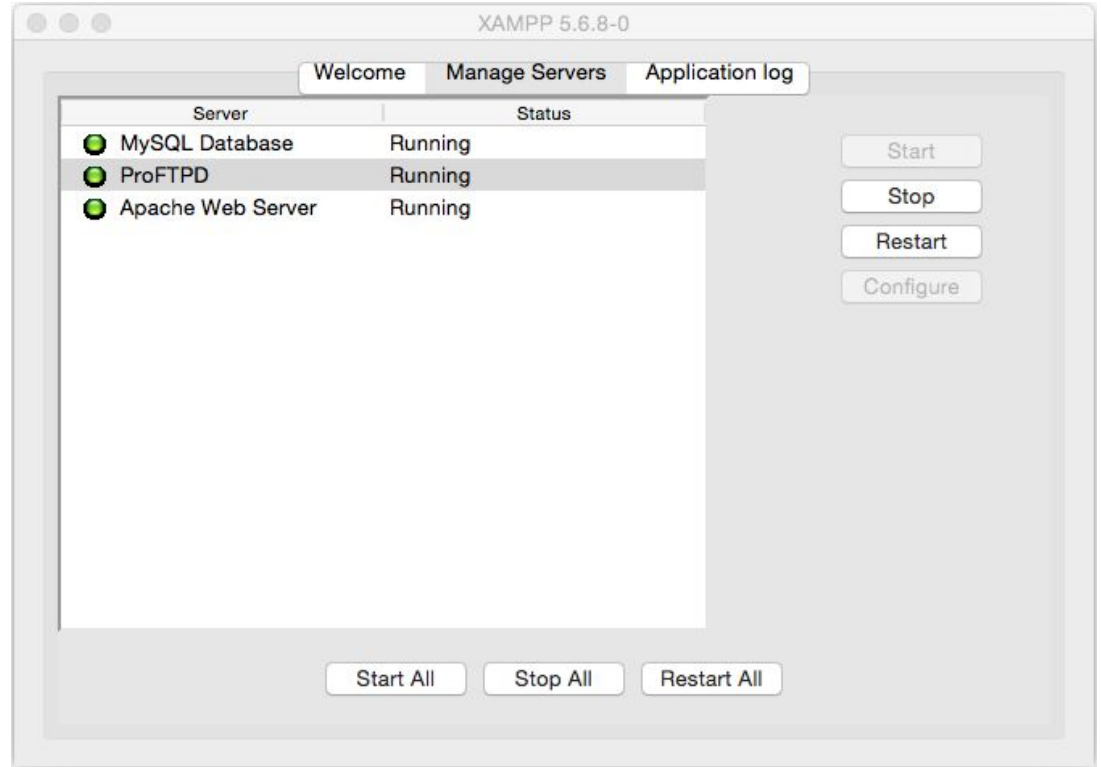 XAMPP 5.6.8-0
Welcome Manage Servers Application log
Server Status
MySQL Database Running
ProFTPD Running
Apache Web Server Running
Start
Stop
Restart
Configure
Start All Stop All Restart All